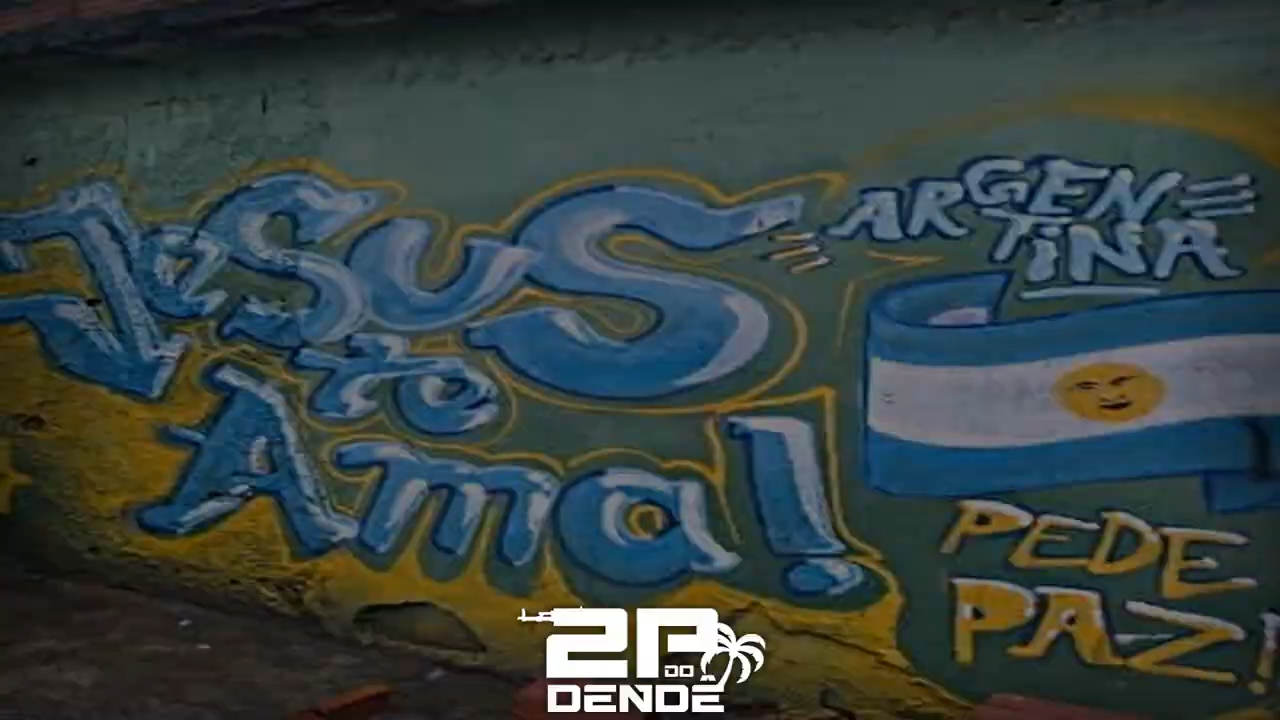 Jesus
te
Ama!
ARGEN
TINA
PEDE
PAZ!
2P
DO
DENDÊ